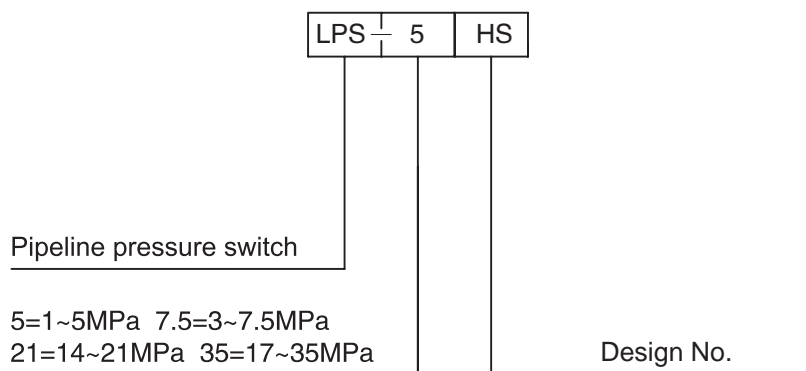 LPS - 5 HS
Pipeline pressure switch
5=1~5MPa 7.5=3~7.5MPa
21=14~21MPa 35=17~35MPa
Design No.